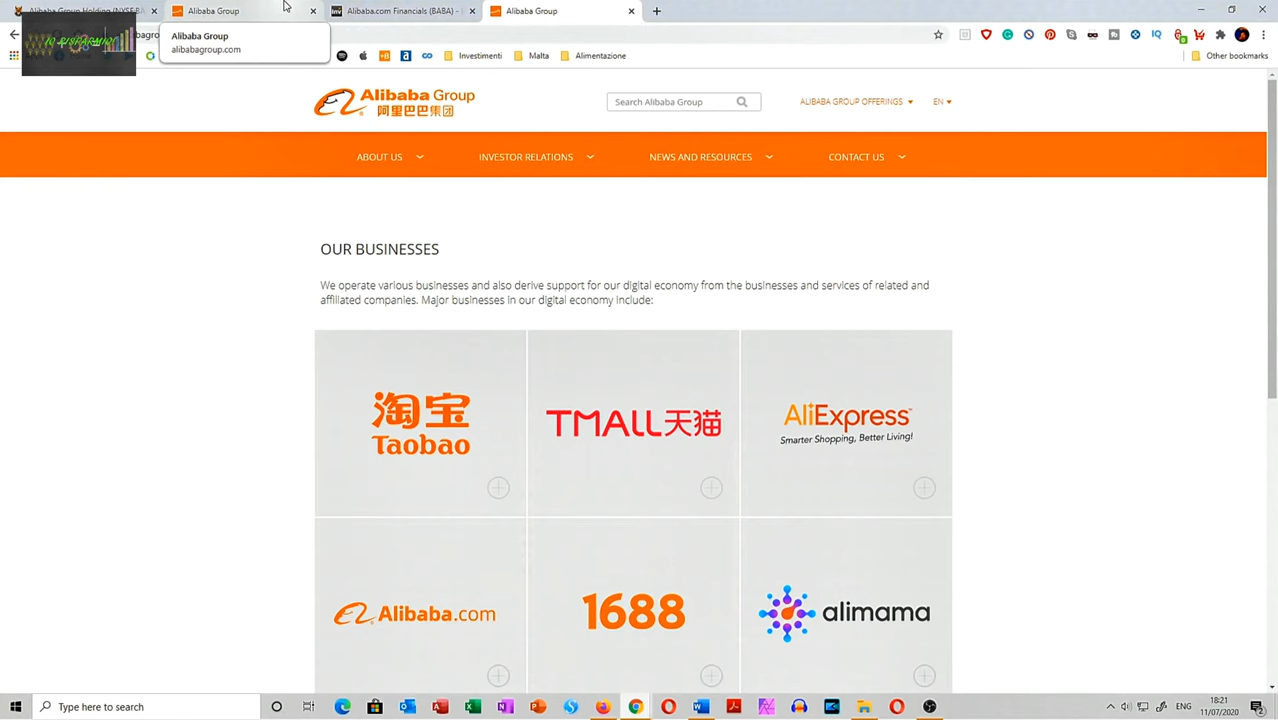 Alibaba Group Holding (NYSE:BA
Alibaba Group
Alibaba.com Financials (BABA) -
Alibaba Group
Alibaba Group
alibabagroup.com
IO RISPARMIO
Investimenti
Malta
Alimentazione
Other bookmarks
Alibaba Group
阿里巴巴集团
Search Alibaba Group
ALIBABA GROUP OFFERINGS
EN
ABOUT US
INVESTOR RELATIONS
NEWS AND RESOURCES
CONTACT US
OUR BUSINESSES
We operate various businesses and also derive support for our digital economy from the businesses and services of related and
affiliated companies. Major businesses in our digital economy include:
淘宝
Taobao
TMALL天猫
AliExpress™
Smarter Shopping, Better Living!
Alibaba.com
1688
alimama
Type here to search
ENG
18:21
11/07/2020